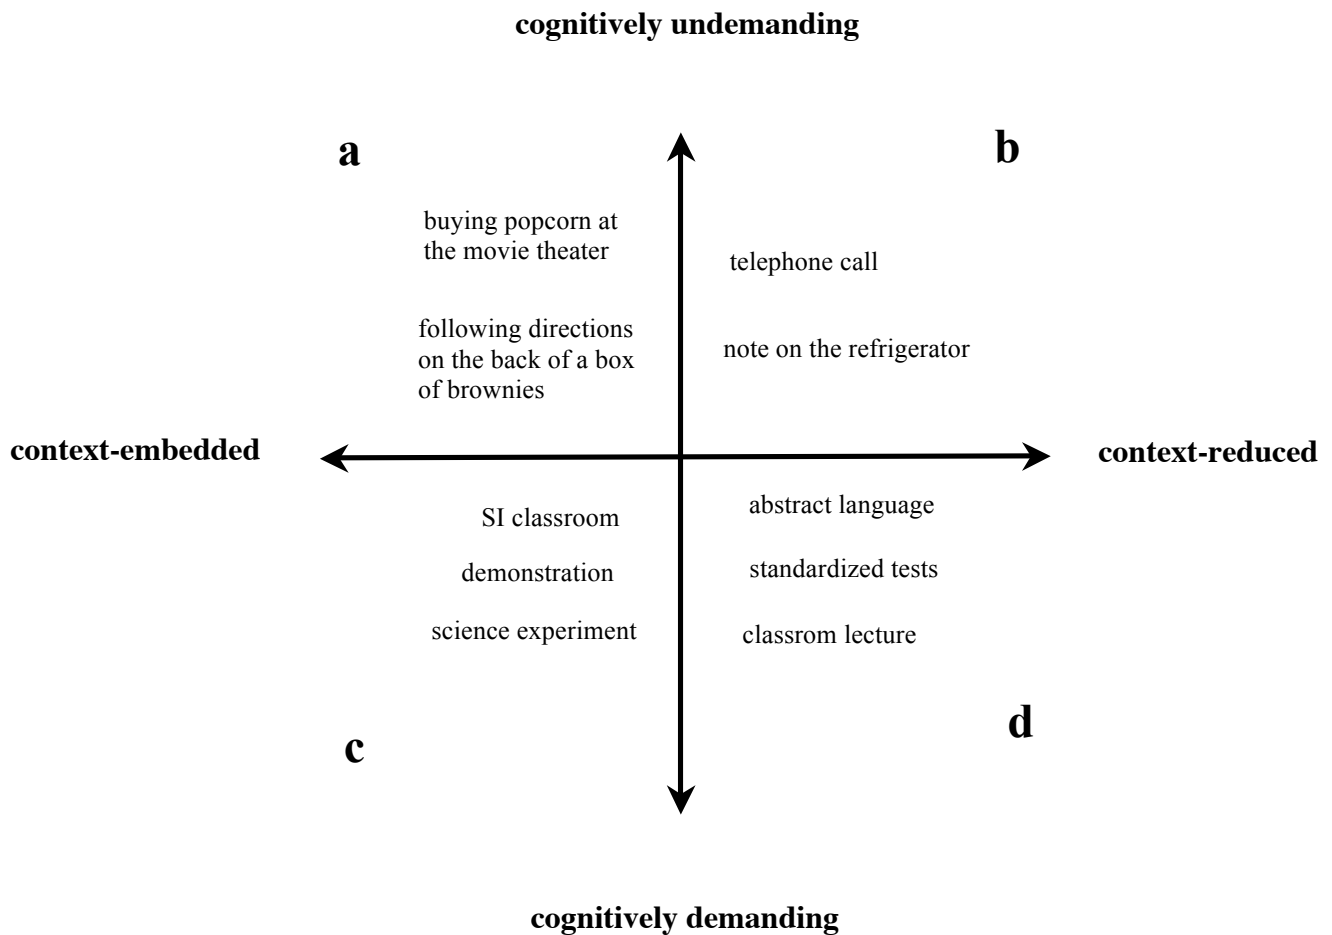 cognitively undemanding
a
b
buying popcorn at
the movie theater
telephone call
following directions
on the back of a box
of brownies
note on the refrigerator
context-embedded
context-reduced
SI classroom
demonstration
science experiment
abstract language
standardized tests
classrom lecture
c
d
cognitively demanding